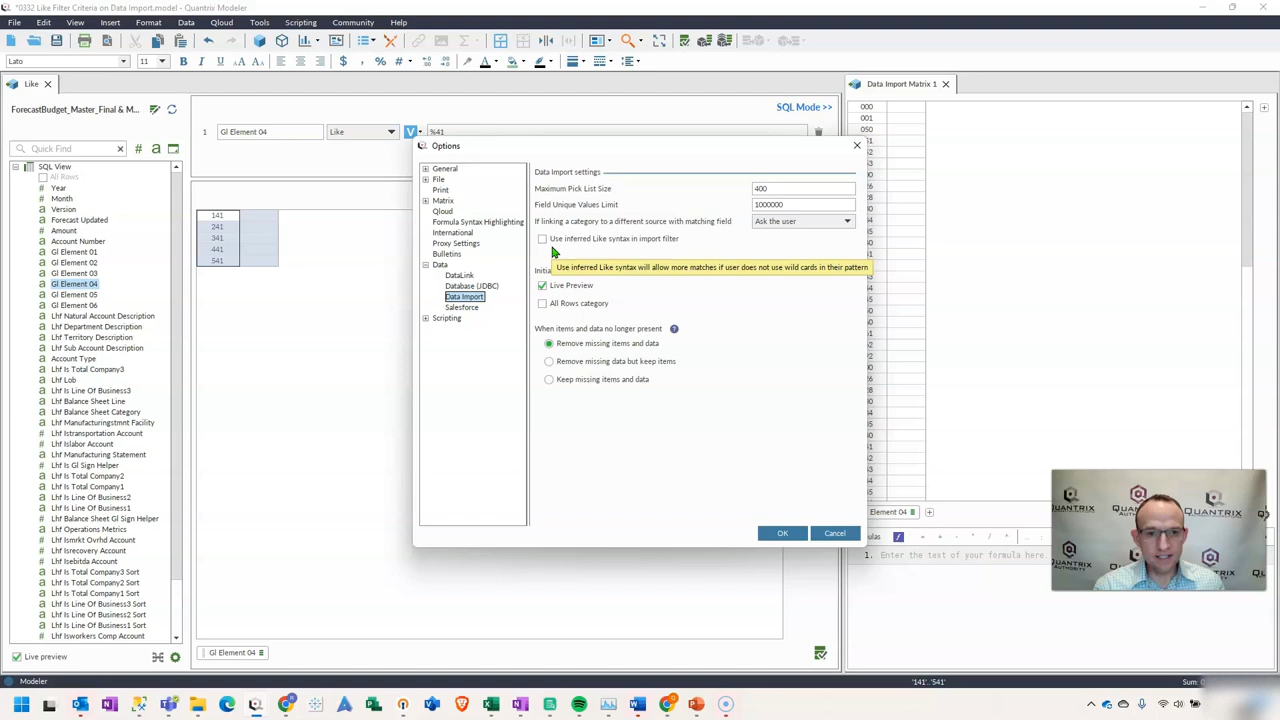 *0332 Like Filter Criteria on Data Import.model - Quantrix Modeler
File Edit View Insert Format Data Qloud Tools Scripting Community Help
Lato 11
Like
Data Import Matrix 1
ForecastBudget_Master_Final & M...
SQL Mode >>
1 Gl Element 04 Like V %41
Quick Find
SQL View
All Rows
Year
Month
Version
Forecast Updated
Amount
Account Number
Gl Element 01
Gl Element 02
Gl Element 03
Gl Element 04
Gl Element 05
Gl Element 06
Lhf Natural Account Description
Lhf Department Description
Lhf Territory Description
Lhf Sub Account Description
Account Type
Lhf Is Total Company3
Lhf Lob
Lhf Is Line Of Business3
Lhf Balance Sheet Line
Lhf Balance Sheet Category
Lhf Manufacturingstmnt Facility
Lhf Istransportation Account
Lhf Islabor Account
Lhf Manufacturing Statement
Lhf Is Gl Sign Helper
Lhf Is Total Company2
Lhf Is Total Company1
Lhf Is Line Of Business2
Lhf Is Line Of Business1
Lhf Balance Sheet Gl Sign Helper
Lhf Operations Metrics
Lhf Ismrkt Ovrhd Account
Lhf Isrecovery Account
Lhf Isebitda Account
Lhf Is Total Company3 Sort
Lhf Is Total Company2 Sort
Lhf Is Total Company1 Sort
Lhf Is Line Of Business3 Sort
Lhf Is Line Of Business2 Sort
Lhf Is Line Of Business1 Sort
Lhf Isworkers Comp Account
Live preview
141
241
341
441
541
Gl Element 04
Options
General
File
Print
Matrix
Qloud
Formula Syntax Highlighting
International
Proxy Settings
Bulletins
Data
DataLink
Database (JDBC)
Data Import
Salesforce
Scripting
Data Import settings
Maximum Pick List Size 400
Field Unique Values Limit 1000000
If linking a category to a different source with matching field Ask the user
Use inferred Like syntax in import filter
Use inferred Like syntax will allow more matches if user does not use wild cards in their pattern
Live Preview
All Rows category
When items and data no longer present
Remove missing items and data
Remove missing data but keep items
Keep missing items and data
OK Cancel
000
001
050
Element 04
1. Enter the text of your formula here.
QUANTRIX
AUTHORITY
Modeler
'141'..'541'
Sum: